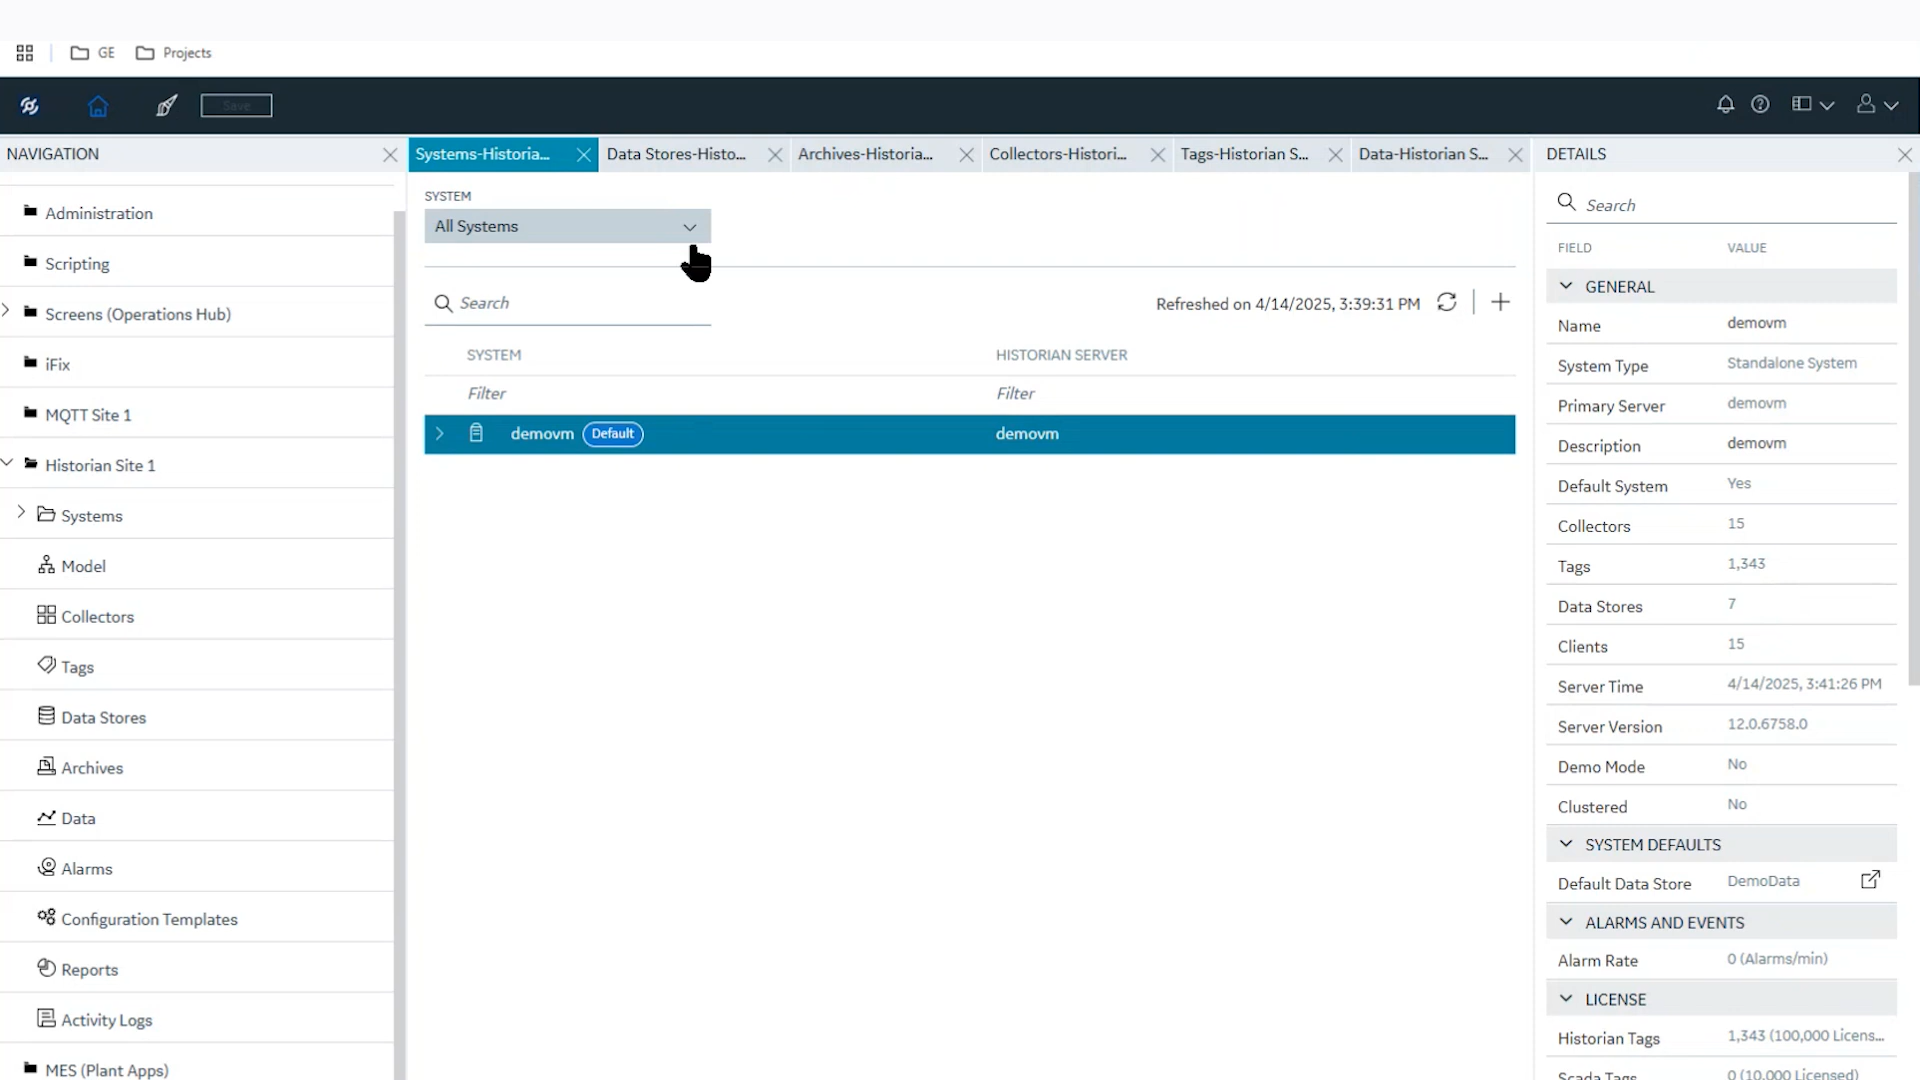 GE
Projects
Save
NAVIGATION
Systems-Historia...
Data Stores-Histo...
Archives-Historia...
Collectors-Histori...
Tags-Historian S...
Data-Historian S...
DETAILS
Administration
Scripting
Screens (Operations Hub)
iFix
MQTT Site 1
Historian Site 1
Systems
Model
Collectors
Tags
Data Stores
Archives
Data
Alarms
Configuration Templates
Reports
Activity Logs
MES (Plant Apps)
SYSTEM
All Systems
Search
Refreshed on 4/14/2025, 3:39:31 PM
SYSTEM HISTORIAN SERVER
Filter Filter
demovm Default demovm
Search
FIELD VALUE
GENERAL
Name demovm
System Type Standalone System
Primary Server demovm
Description demovm
Default System Yes
Collectors 15
Tags 1,343
Data Stores 7
Clients 15
Server Time 4/14/2025, 3:41:26 PM
Server Version 12.0.6758.0
Demo Mode No
Clustered No
SYSTEM DEFAULTS
Default Data Store DemoData
ALARMS AND EVENTS
Alarm Rate 0 (Alarms/min)
LICENSE
Historian Tags 1,343 (100,000 Licens...
Scada Tags 0 (10,000 Licensed)